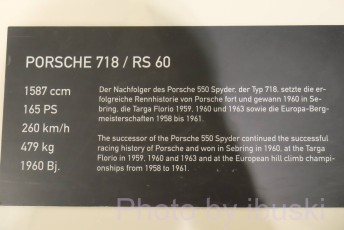 PORSCHE 718 / RS 60
1587 ccm
165 PS
260 km/h
479 kg
1960 Bj.
Der Nachfolger des Porsche 550 Spyder, der Typ 718, setzte die er-
folgreiche Rennhistorie von Porsche fort und gewann 1960 in Se-
bring, die Targa Florio 1959, 1960 und 1963 sowie die Europa-Berg-
meisterschaften 1958 bis 1961.
The successor of the Porsche 550 Spyder continued the successful
racing history of Porsche and won in Sebring in 1960, at the Targa
Florio in 1959, 1960 and 1963 and at the European hill climb champi-
onships from 1958 to 1961.
Photo by ibuski